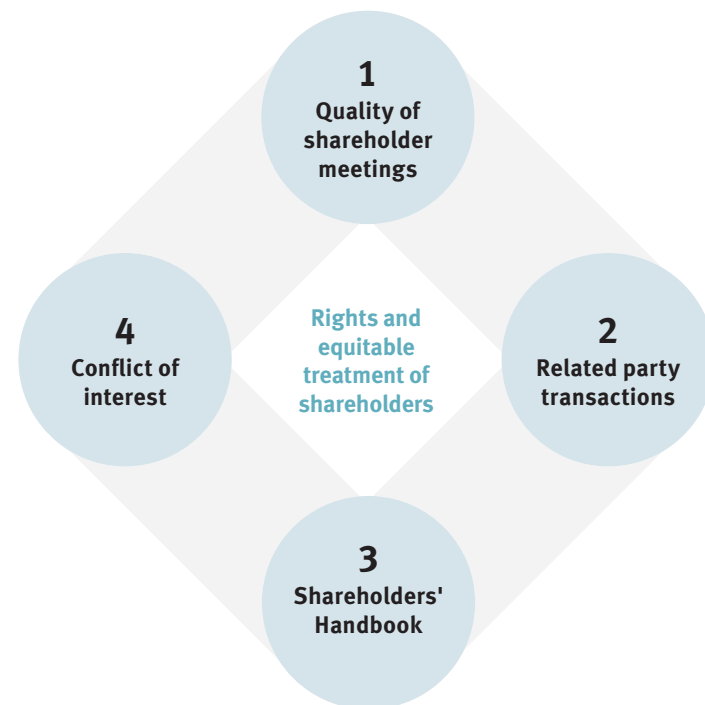 1
Quality of
shareholder
meetings
Rights and
equitable
treatment of
shareholders
2
Related party
transactions
3
Shareholders'
Handbook
4
Conflict of
interest